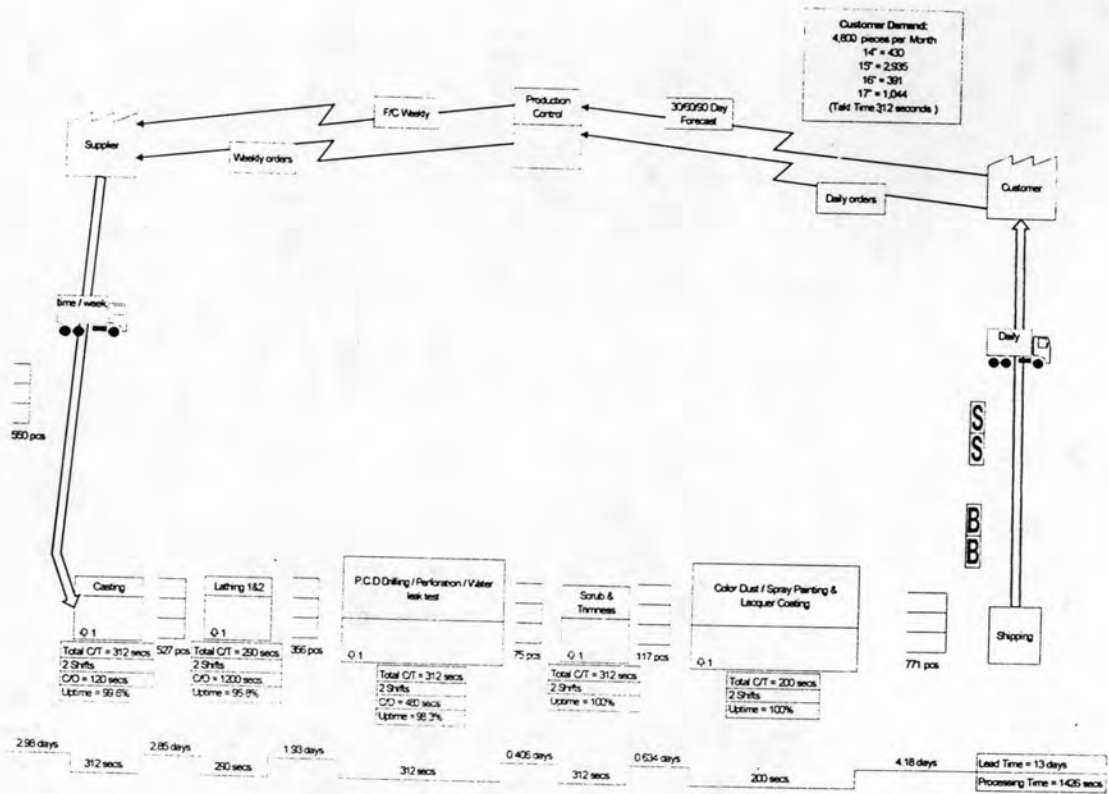 Customer Demand:
4,800 pieces per Month
14" = 430
15" = 2,935
16" = 391
17" = 1,044
(Takt Time 312 seconds )
Supplier
F/C Weekly
Production
Control
30/60/90 Day
Forecast
Weekly orders
Daily orders
Customer
time / week
Daily
550 pcs
S
S
B
B
Casting
1
Total C/T = 312 secs
2 Shifts
C/O = 120 secs
Uptime = 99.6%
527 pcs
Lathing 1&2
1
Total C/T = 290 secs
2 Shifts
C/O = 1200 secs
Uptime = 95.8%
356 pcs
P.C.D Drilling / Perforation / Water
leak test
1
Total C/T = 312 secs
2 Shifts
C/O = 480 secs
Uptime = 98.3%
75 pcs
Scrub &
Trimness
1
Total C/T = 312 secs
2 Shifts
Uptime = 100%
117 pcs
Color Dust / Spray Painting &
Lacquer Coating
1
Total C/T = 200 secs
2 Shifts
Uptime = 100%
771 pcs
Shipping
2.98 days
312 secs
2.85 days
290 secs
1.93 days
312 secs
0.406 days
312 secs
0.634 days
200 secs
4.18 days
Lead Time = 13 days
Processing Time = 1426 secs